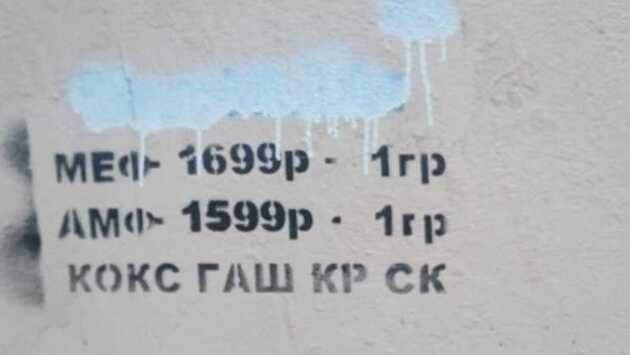 МЕФ- 1699р - 1гр
АМФ- 1599р - 1гр
КОКС ГАШ КР СК